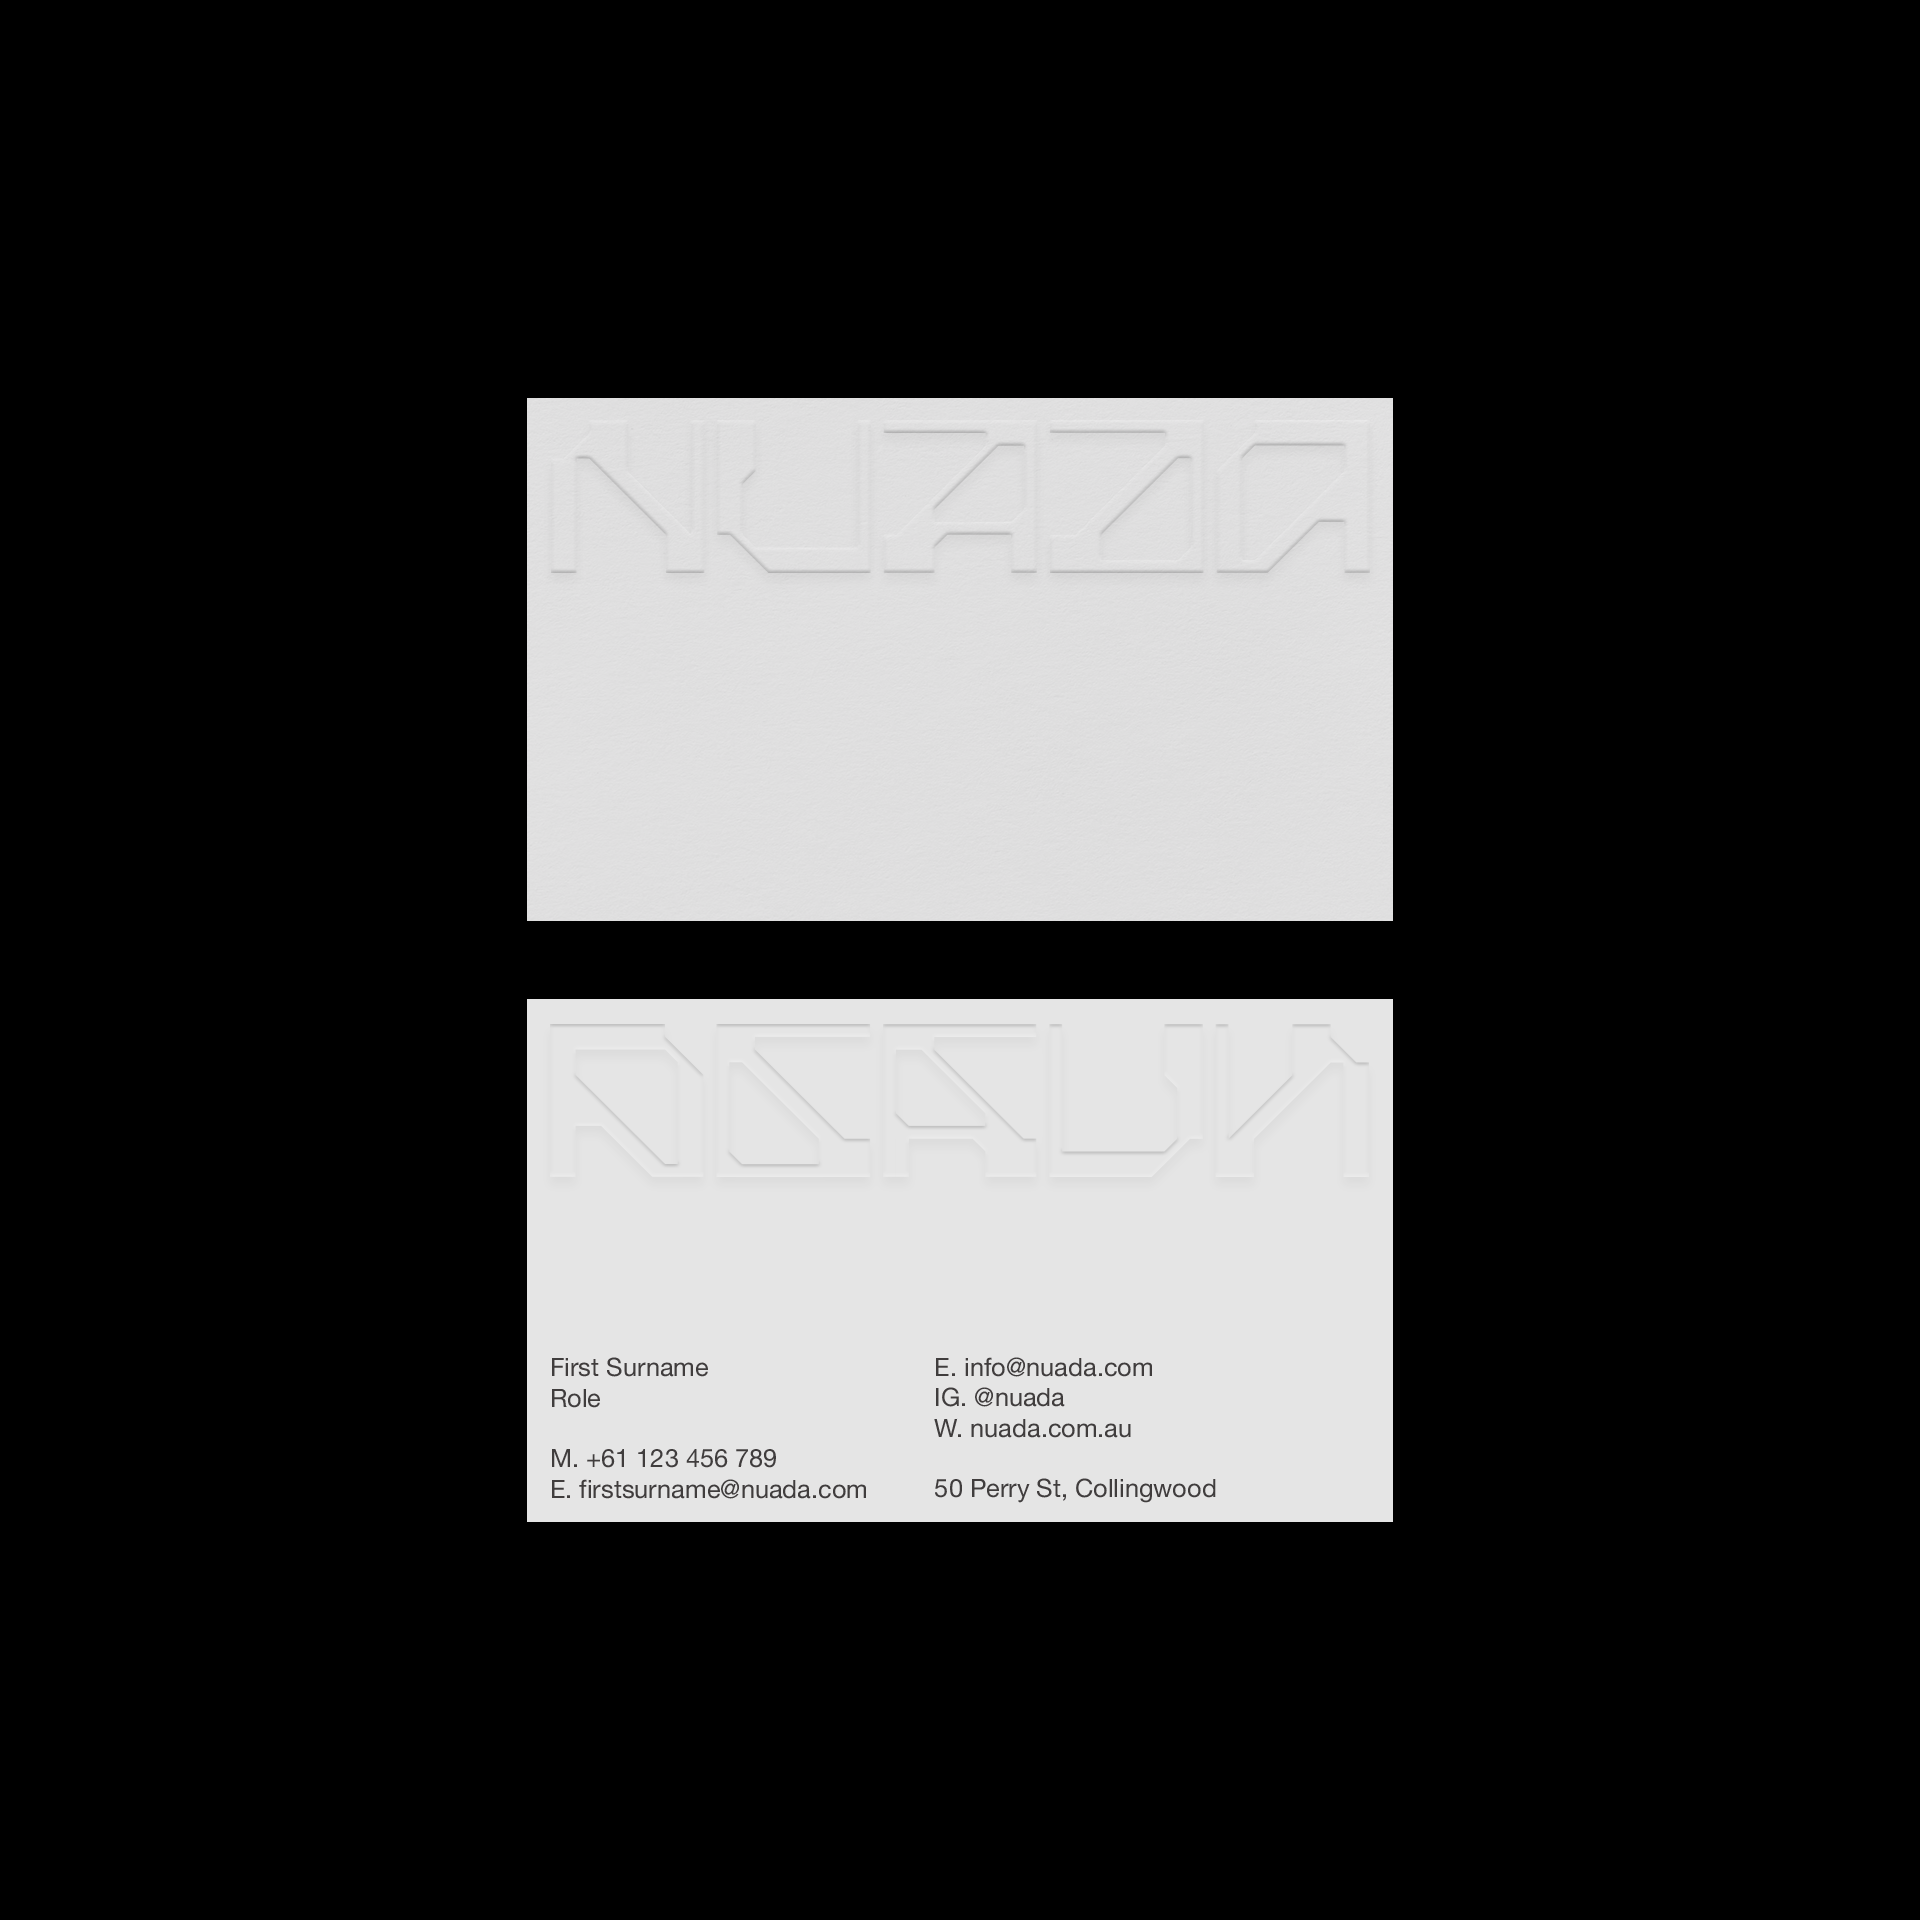 NUADA
First Surname
Role
M. +61 123 456 789
E. firstsurname@nuada.com
E. info@nuada.com
IG. @nuada
W. nuada.com.au
50 Perry St, Collingwood